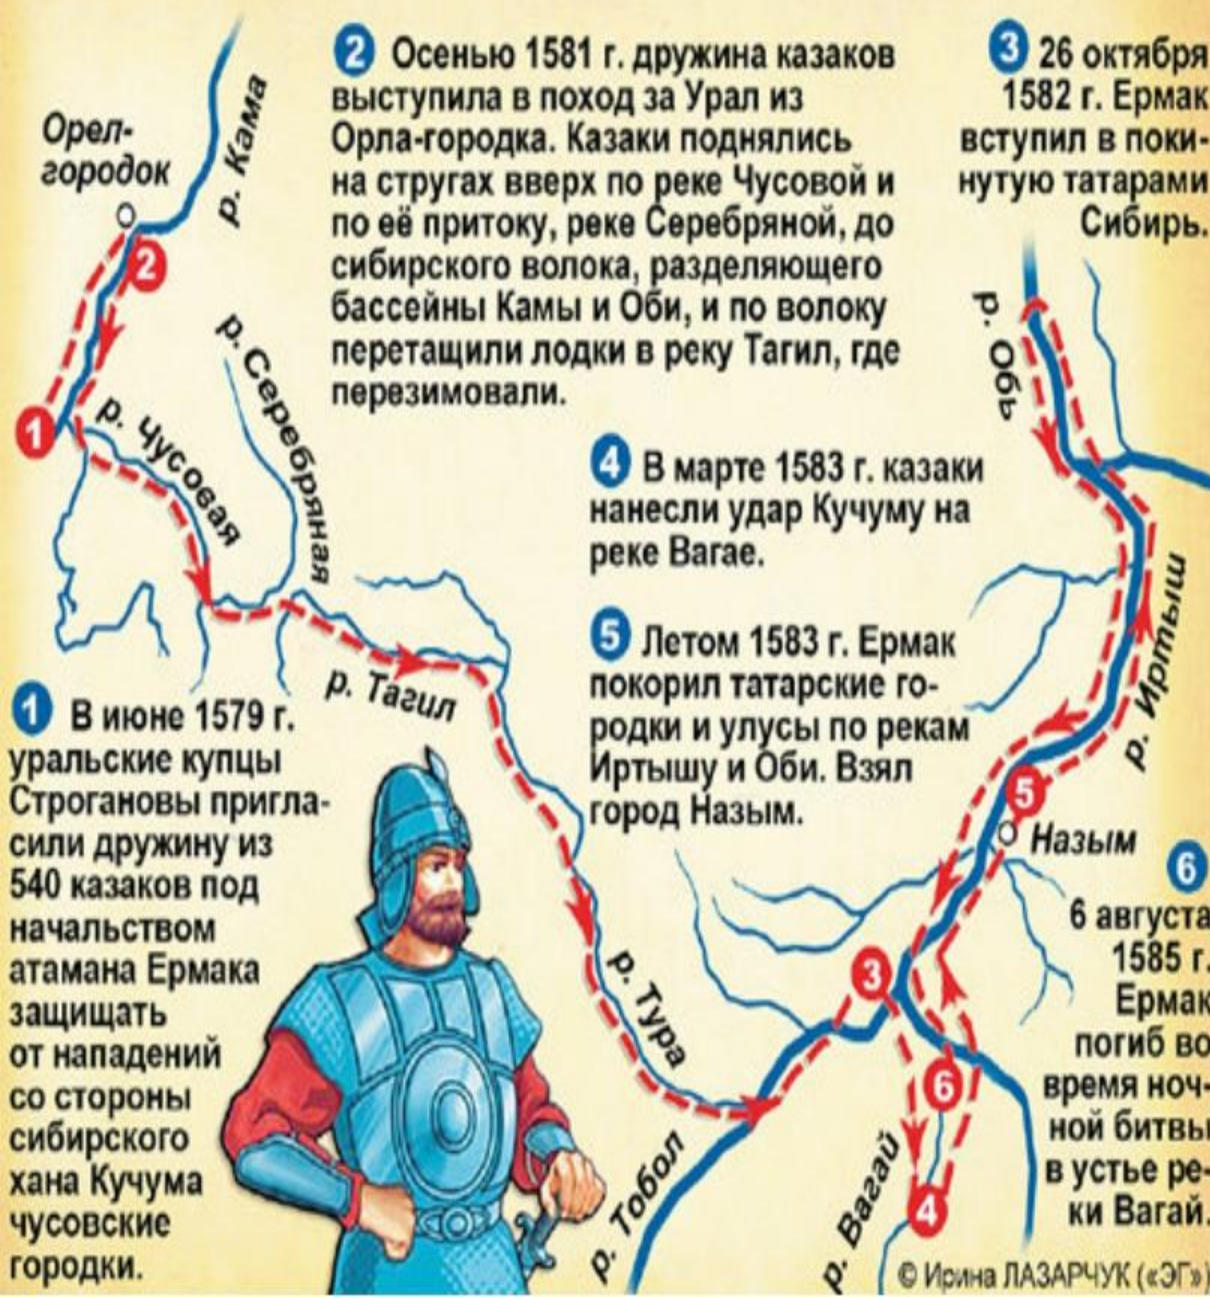 Орел-
городок
р. Кама
2 Осенью 1581 г. дружина казаков
выступила в поход за Урал из
Орла-городка. Казаки поднялись
на стругах вверх по реке Чусовой и
по её притоку, реке Серебряной, до
сибирского волока, разделяющего
бассейны Камы и Оби, и по волоку
перетащили лодки в реку Тагил, где
перезимовали.
3 26 октября
1582 г. Ермак
вступил в поки-
нутую татарами
Сибирь.
2
1
р. Чусовая
р. Серебряная
р. Обь
4 В марте 1583 г. казаки
нанесли удар Кучуму на
реке Вагае.
5 Летом 1583 г. Ермак
покорил татарские го-
родки и улусы по рекам
Иртышу и Оби. Взял
город Назым.
р. Тагил
р. Иртыш
1 В июне 1579 г.
уральские купцы
Строгановы пригла-
сили дружину из
540 казаков под
начальством
атамана Ермака
защищать
от нападений
со стороны
сибирского
хана Кучума
чусовские
городки.
5
Назым
6
6 августа
1585 г.
Ермак
погиб во
время ноч-
ной битвы
в устье ре-
ки Вагай.
3
р. Тура
6
4
р. Тобол
р. Вагай
© Ирина ЛАЗАРЧУК («ЭГ»)